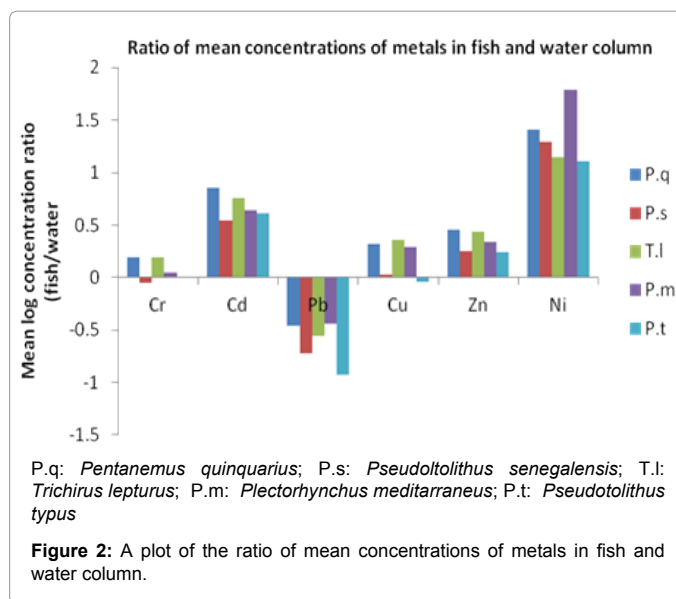 Ratio of mean concentrations of metals in fish and water column
2
1.5
1
0.5
0
-0.5
-1
-1.5
Mean log concentration ratio
(fish/water)
Cr Cd Pb Cu Zn Ni
P.q
P.s
T.l
P.m
P.t
P.q: Pentanemus quinquarius; P.s: Pseudoltolithus senegalensis; T.l:
Trichirus lepturus; P.m: Plectorhynchus meditarraneus; P.t: Pseudotolithus
typus
Figure 2: A plot of the ratio of mean concentrations of metals in fish and
water column.